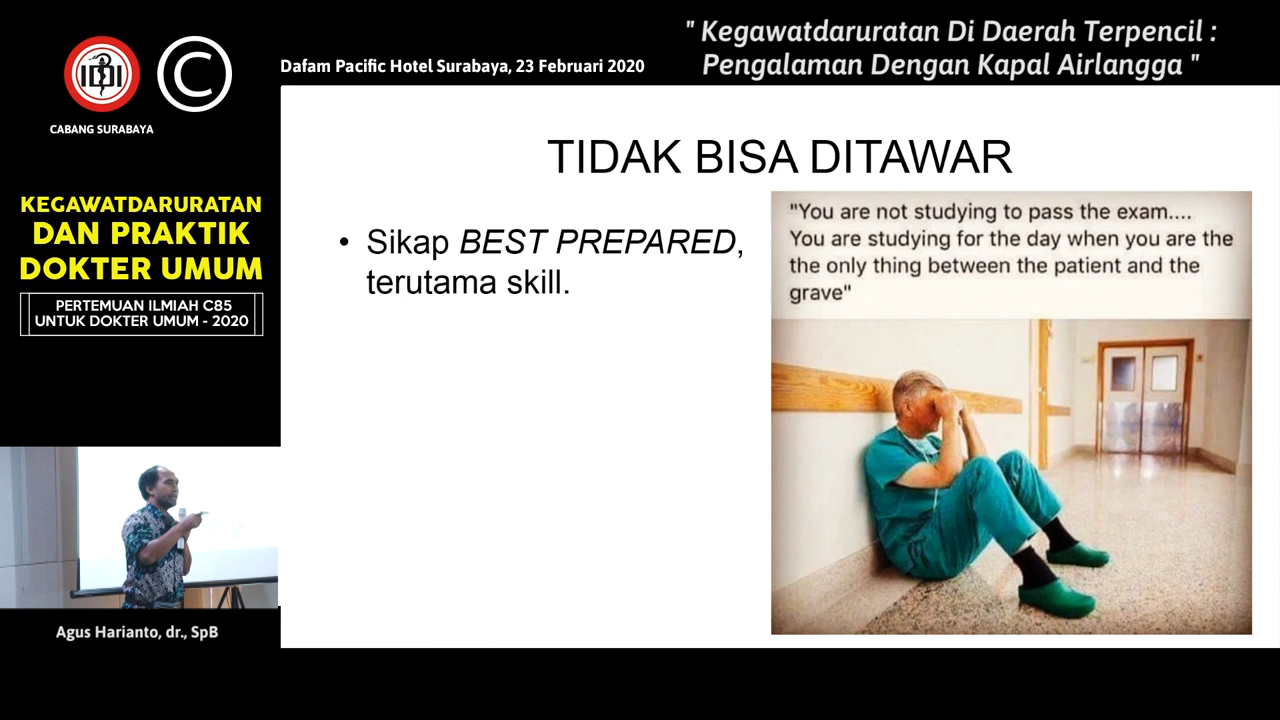 " Kegawatdaruratan Di Daerah Terpencil :
Pengalaman Dengan Kapal Airlangga "
Dafam Pacific Hotel Surabaya, 23 Februari 2020
IDI
C
CABANG SURABAYA
KEGAWATDARURATAN
DAN PRAKTIK
DOKTER UMUM
PERTEMUAN ILMIAH C85
UNTUK DOKTER UMUM - 2020
Agus Harianto, dr., SpB
TIDAK BISA DITAWAR
• Sikap BEST PREPARED,
terutama skill.
"You are not studying to pass the exam....
You are studying for the day when you are the
the only thing between the patient and the
grave"